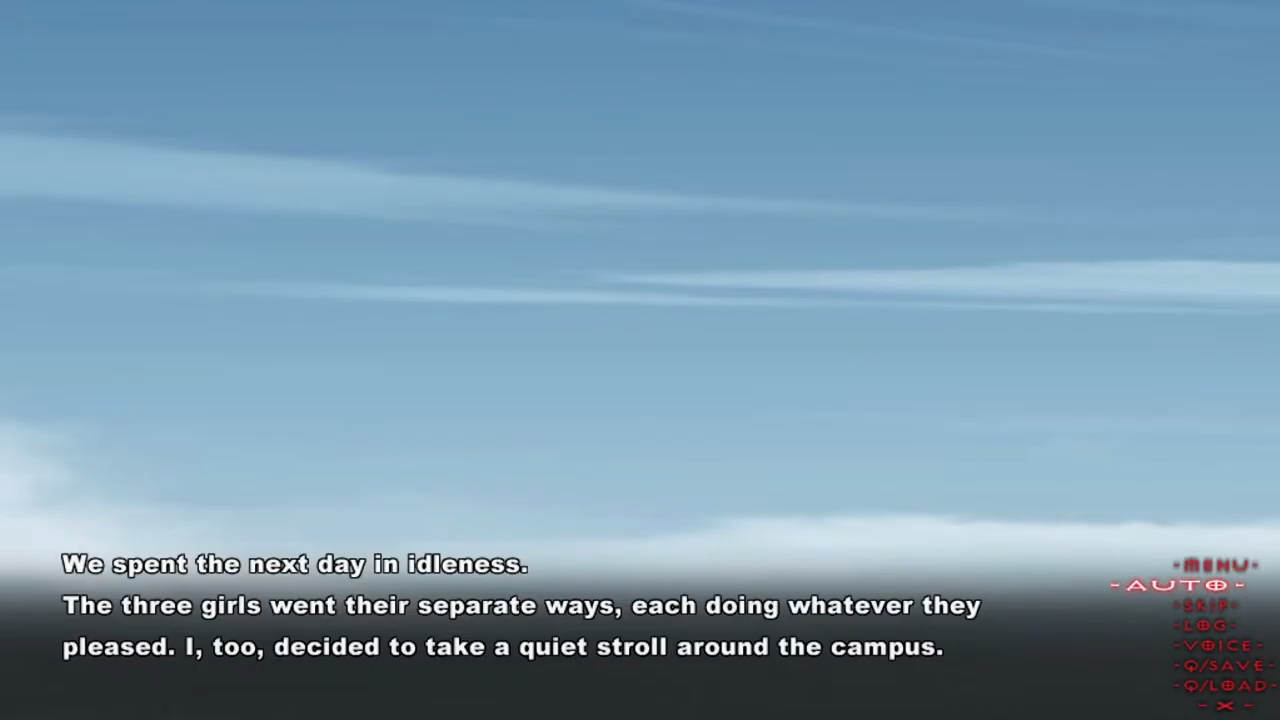 We spent the next day in idleness.
The three girls went their separate ways, each doing whatever they
pleased. I, too, decided to take a quiet stroll around the campus.
-MENU-
-AUTO-
-SKIP-
-LOG-
-VOICE-
-Q/SAVE-
-Q/LOAD-
-X-